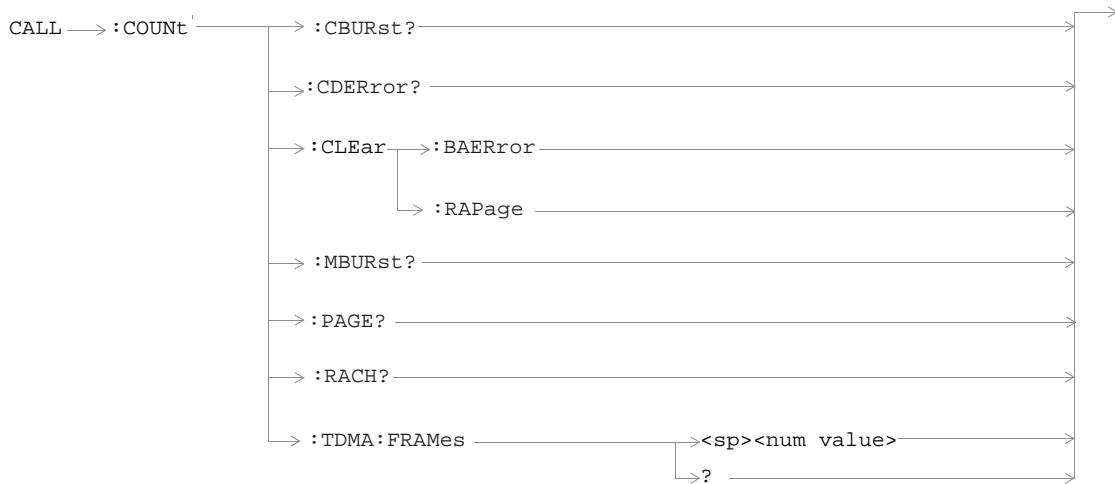 CALL :COUNt :CBURst?
:CDERror?
:CLEar :BAERror
:RAPage
:MBURst?
:PAGE?
:RACH?
:TDMA:FRAMes <sp><num value>
?